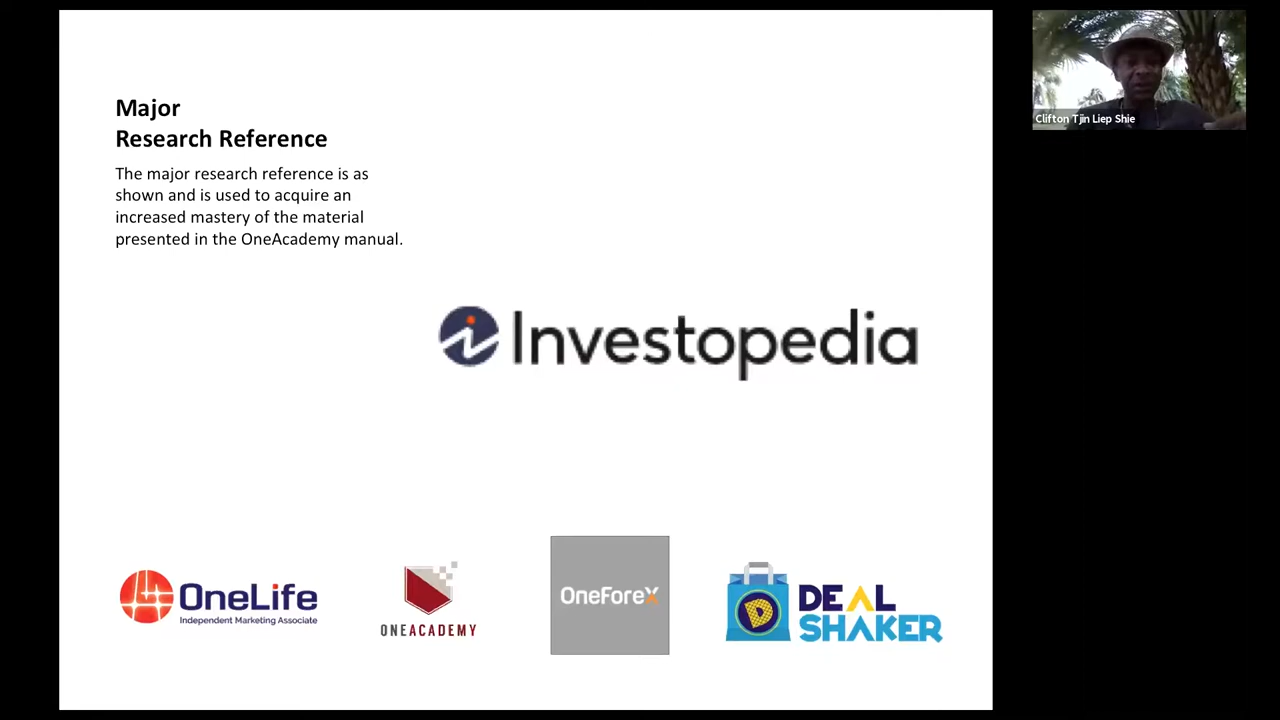 Major
Research Reference
The major research reference is as
shown and is used to acquire an
increased mastery of the material
presented in the OneAcademy manual.
Investopedia
OneLife
Independent Marketing Associate
ONEACADEMY
OneForeX
DEAL
SHAKER
Clifton Tjin Liep Shie